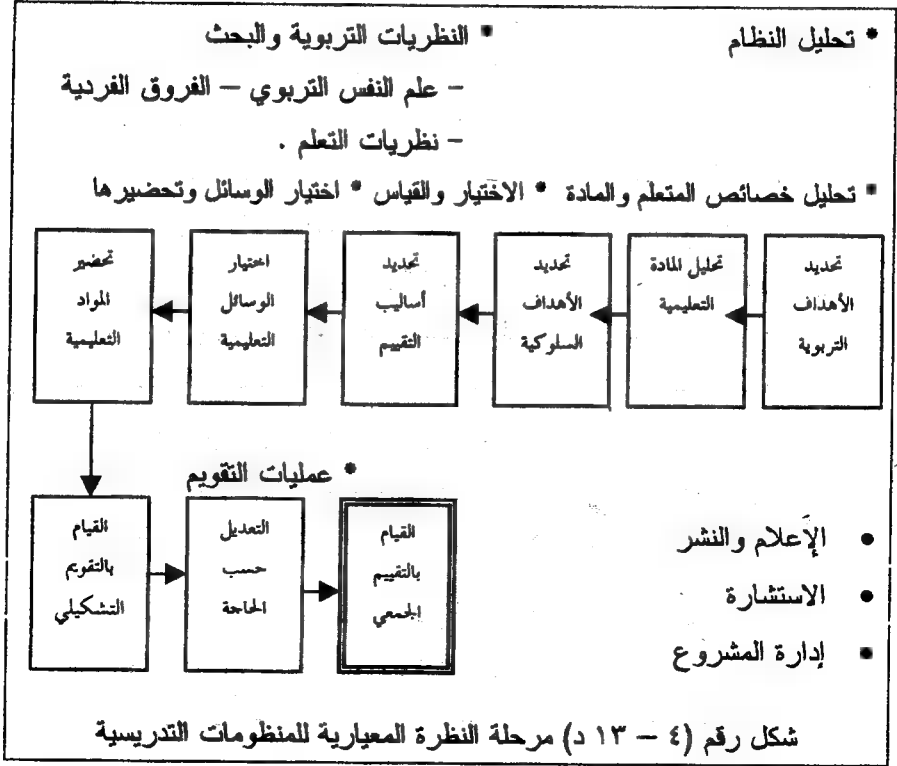 * تحليل النظام
* النظريات التربوية والبحث
– علم النفس التربوي – الفروق الفردية
– نظريات التعلم .
* تحليل خصائص المتعلم والمادة * الاختيار والقياس * اختيار الوسائل وتحضيرها
تحديد
الأهداف
التربوية
تحليل المادة
التعليمية
تحديد
الأهداف
السلوكية
تحديد
أساليب
التقييم
اختيار
الوسائل
التعليمية
تحضير
المواد
التعليمية
* عمليات التقويم
القيام
بالتقويم
التشكيلي
التعديل
حسب
الحاجة
القيام
بالتقييم
الجمعي
• الإعلام والنشر
• الاستشارة
• إدارة المشروع
شكل رقم (٤ – ١٣ د) مرحلة النظرة المعيارية للمنظومات التدريسية